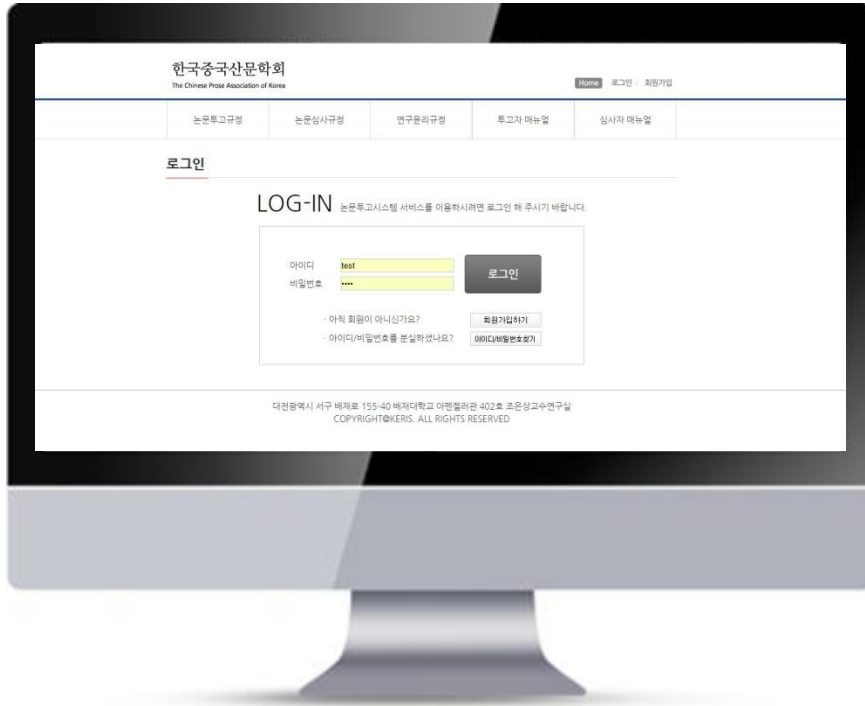 한국중국산문학회
The Chinese Prose Association of Korea
Home 로그인 회원가입
논문투고규정 논문심사규정 연구윤리규정 투고자 매뉴얼 심사자 매뉴얼
로그인
LOG-IN 논문투고시스템 서비스를 이용하시려면 로그인 해 주시기 바랍니다.
아이디 test
비밀번호 ••••
로그인
· 아직 회원이 아니신가요? 회원가입하기
· 아이디/비밀번호를 분실하셨나요? 아이디/비밀번호찾기
대전광역시 서구 배재로 155-40 배재대학교 아펜젤러관 402호 조은상교수연구실
COPYRIGHT@KERIS. ALL RIGHTS RESERVED